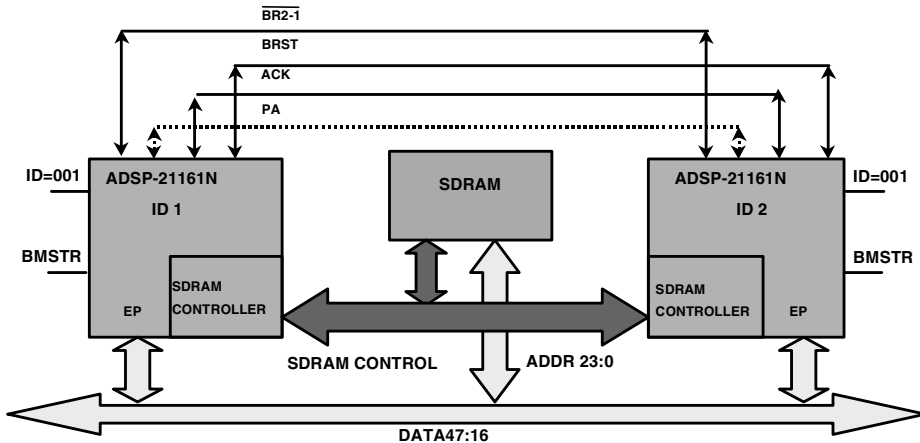 BR2-1
BRST
ACK
PA
ID=001
ADSP-21161N
ID 1
BMSTR
SDRAM
CONTROLLER
EP
SDRAM
ADSP-21161N
ID 2
ID=001
BMSTR
SDRAM
CONTROLLER
EP
SDRAM CONTROL
ADDR 23:0
DATA47:16